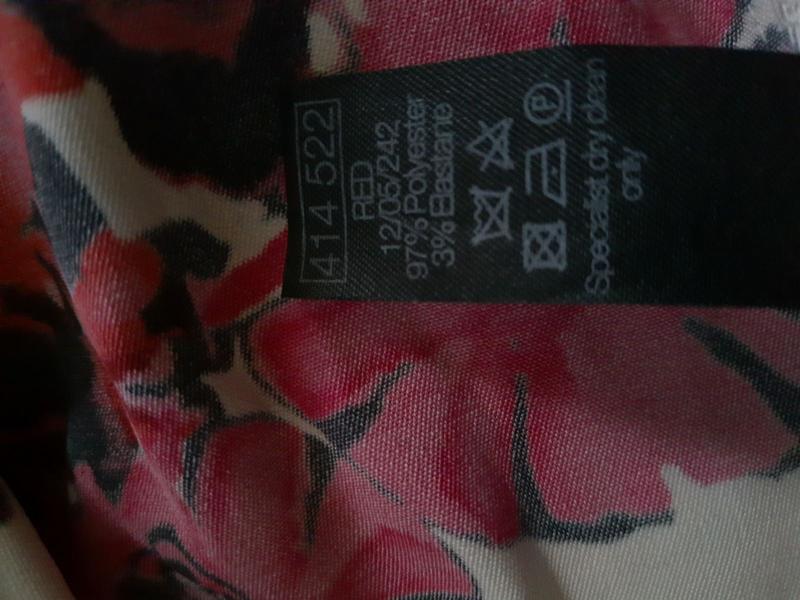 414 522
RED
12/05/242
97% Polyester
3% Elastane
P
Specialist dry clean
only